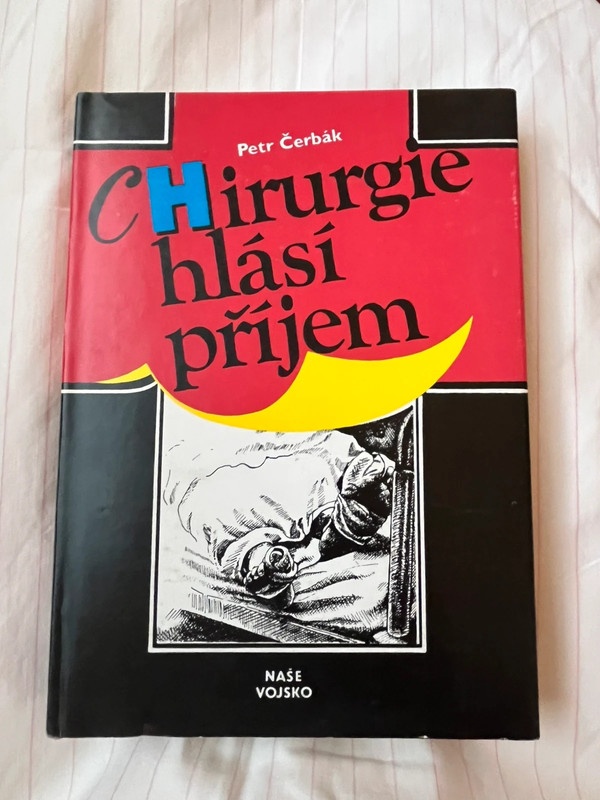 Petr Čerbák
CHirurgie
hlásí
příjem
NAŠE
VOJSKO